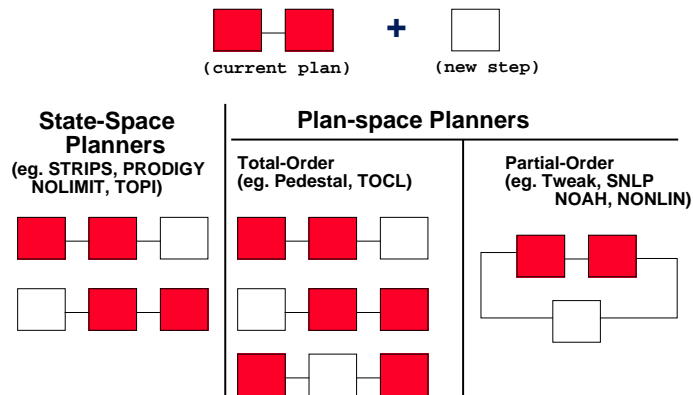 +
(current plan)
(new step)
State-Space
Planners
(eg. STRIPS, PRODIGY
NOLIMIT, TOPI)
Plan-space Planners
Total-Order
(eg. Pedestal, TOCL)
Partial-Order
(eg. Tweak, SNLP
NOAH, NONLIN)